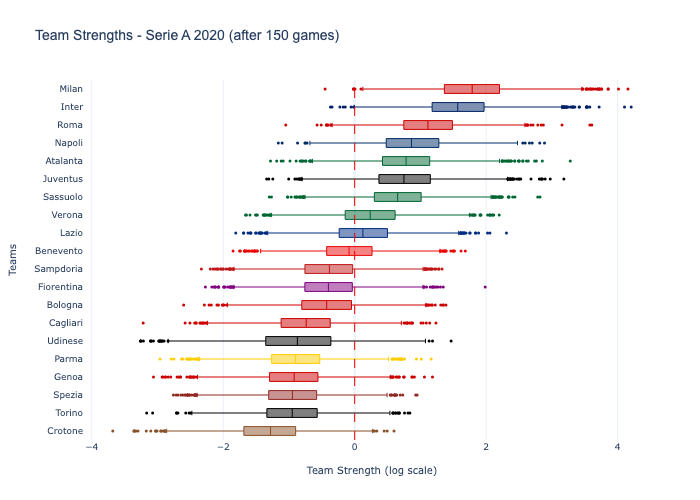 Team Strengths - Serie A 2020 (after 150 games)
Milan
Inter
Roma
Napoli
Atalanta
Juventus
Sassuolo
Verona
Lazio
Benevento
Sampdoria
Fiorentina
Bologna
Cagliari
Udinese
Parma
Genoa
Spezia
Torino
Crotone
Teams
−4 −2 0 2 4
Team Strength (log scale)